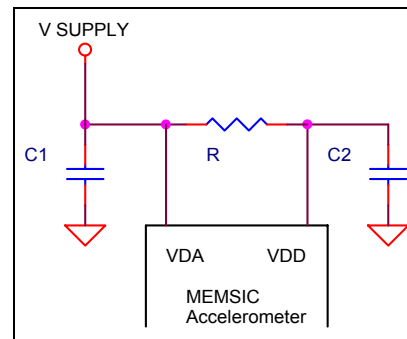 V SUPPLY
C1
R
C2
VDA
VDD
MEMSIC
Accelerometer